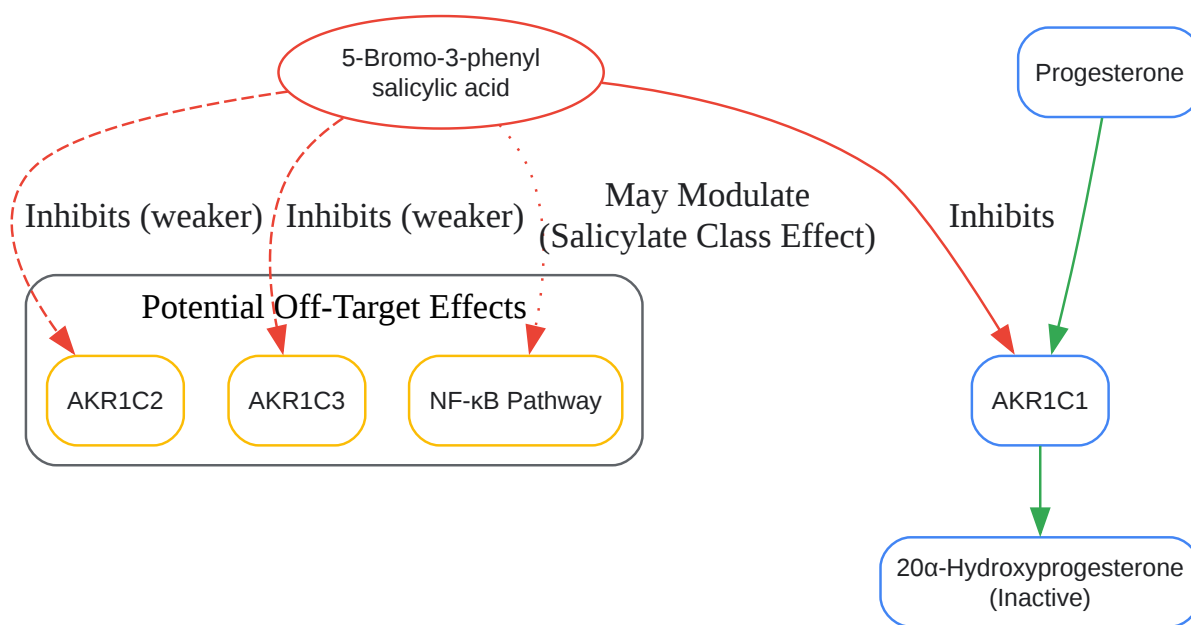 5-Bromo-3-phenyl
salicylic acid
Progesterone
Inhibits (weaker)
Inhibits (weaker)
May Modulate
(Salicylate Class Effect)
Inhibits
Potential Off-Target Effects
AKR1C2
AKR1C3
NF-κB Pathway
AKR1C1
20α-Hydroxyprogesterone
(Inactive)